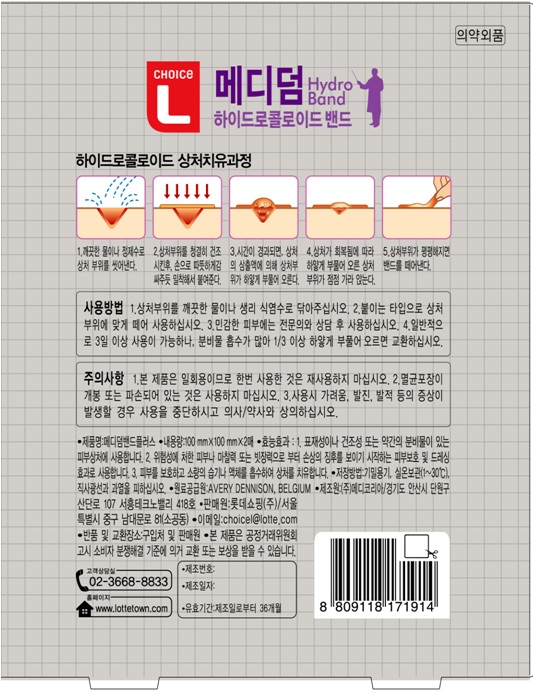 의약외품
CHOICE
L
메디덤 Hydro
Band
하이드로콜로이드 밴드
하이드로콜로이드 상처치유과정
1.깨끗한 물이나 정제수로
상처 부위를 씻어낸다.
2.상처부위를 청결히 건조
시킨후, 손으로 따뜻하게감
싸주듯 밀착해서 붙여준다.
3.시간이 경과되면, 상처
의 삼출액에 의해 상처부
위가 하얗게 부풀어 오른다.
4.상처가 회복됨에 따라
하얗게 부풀어 오른 상처
부위가 점점 가라 앉는다.
5.상처부위가 평평해지면
밴드를 떼어낸다.
사용방법 1.상처부위를 깨끗한 물이나 생리 식염수로 닦아주십시오. 2.붙이는 타입으로 상처
부위에 맞게 떼어 사용하십시오. 3.민감한 피부에는 전문의와 상담 후 사용하십시오. 4.일반적으
로 3일 이상 사용이 가능하나, 분비물 흡수가 많아 1/3 이상 하얗게 부풀어 오르면 교환하십시오.
주의사항 1.본 제품은 일회용이므로 한번 사용한 것은 재사용하지 마십시오. 2.멸균포장이
개봉 또는 파손되어 있는 것은 사용하지 마십시오. 3.사용시 가려움, 발진, 발적 등의 증상이
발생할 경우 사용을 중단하시고 의사/약사와 상의하십시오.
•제품명:메디덤밴드플러스 •내용량:100 mm×100 mm×2매 •효능효과 : 1. 표재성이나 건조성 또는 약간의 분비물이 있는
피부상처에 사용합니다. 2. 위험성에 처한 피부나 마찰력 또는 빗장력으로 부터 손상의 징후를 보이기 시작하는 피부보호 및 드레싱
효과로 사용합니다. 3. 피부를 보호하고 소량의 습기나 액체를 흡수하여 상처를 치유합니다. •저장방법:기밀용기, 실온보관(1~30℃),
직사광선과 과열을 피하십시오. •원료공급원:AVERY DENNISON, BELGIUM •제조원:(주)메디코리아/경기도 안산시 단원구
산단로 107 서흥테크노밸리 418호 •판매원:롯데쇼핑(주)/서울
특별시 중구 남대문로 81(소공동) •이메일:choicel@lotte.com
•반품 및 교환장소:구입처 및 판매원 •본 제품은 공정거래위원회
고시 소비자 분쟁해결 기준에 의거 교환 또는 보상을 받을 수 있습니다.
고객상담실
02-3668-8833
홈페이지
www.lottetown.com
•제조번호:
•제조일자:
•유효기간:제조일로부터 36개월
8 809118 171914